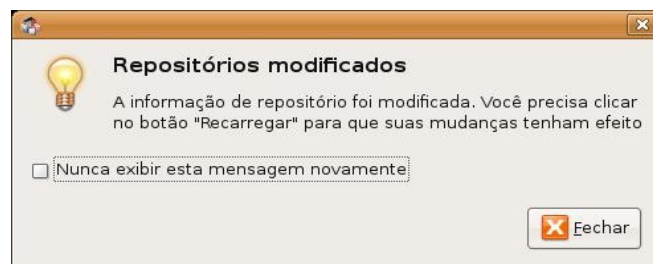 Repositórios modificados
A informação de repositório foi modificada. Você precisa clicar
no botão "Recarregar" para que suas mudanças tenham efeito
Nunca exibir esta mensagem novamente
Fechar